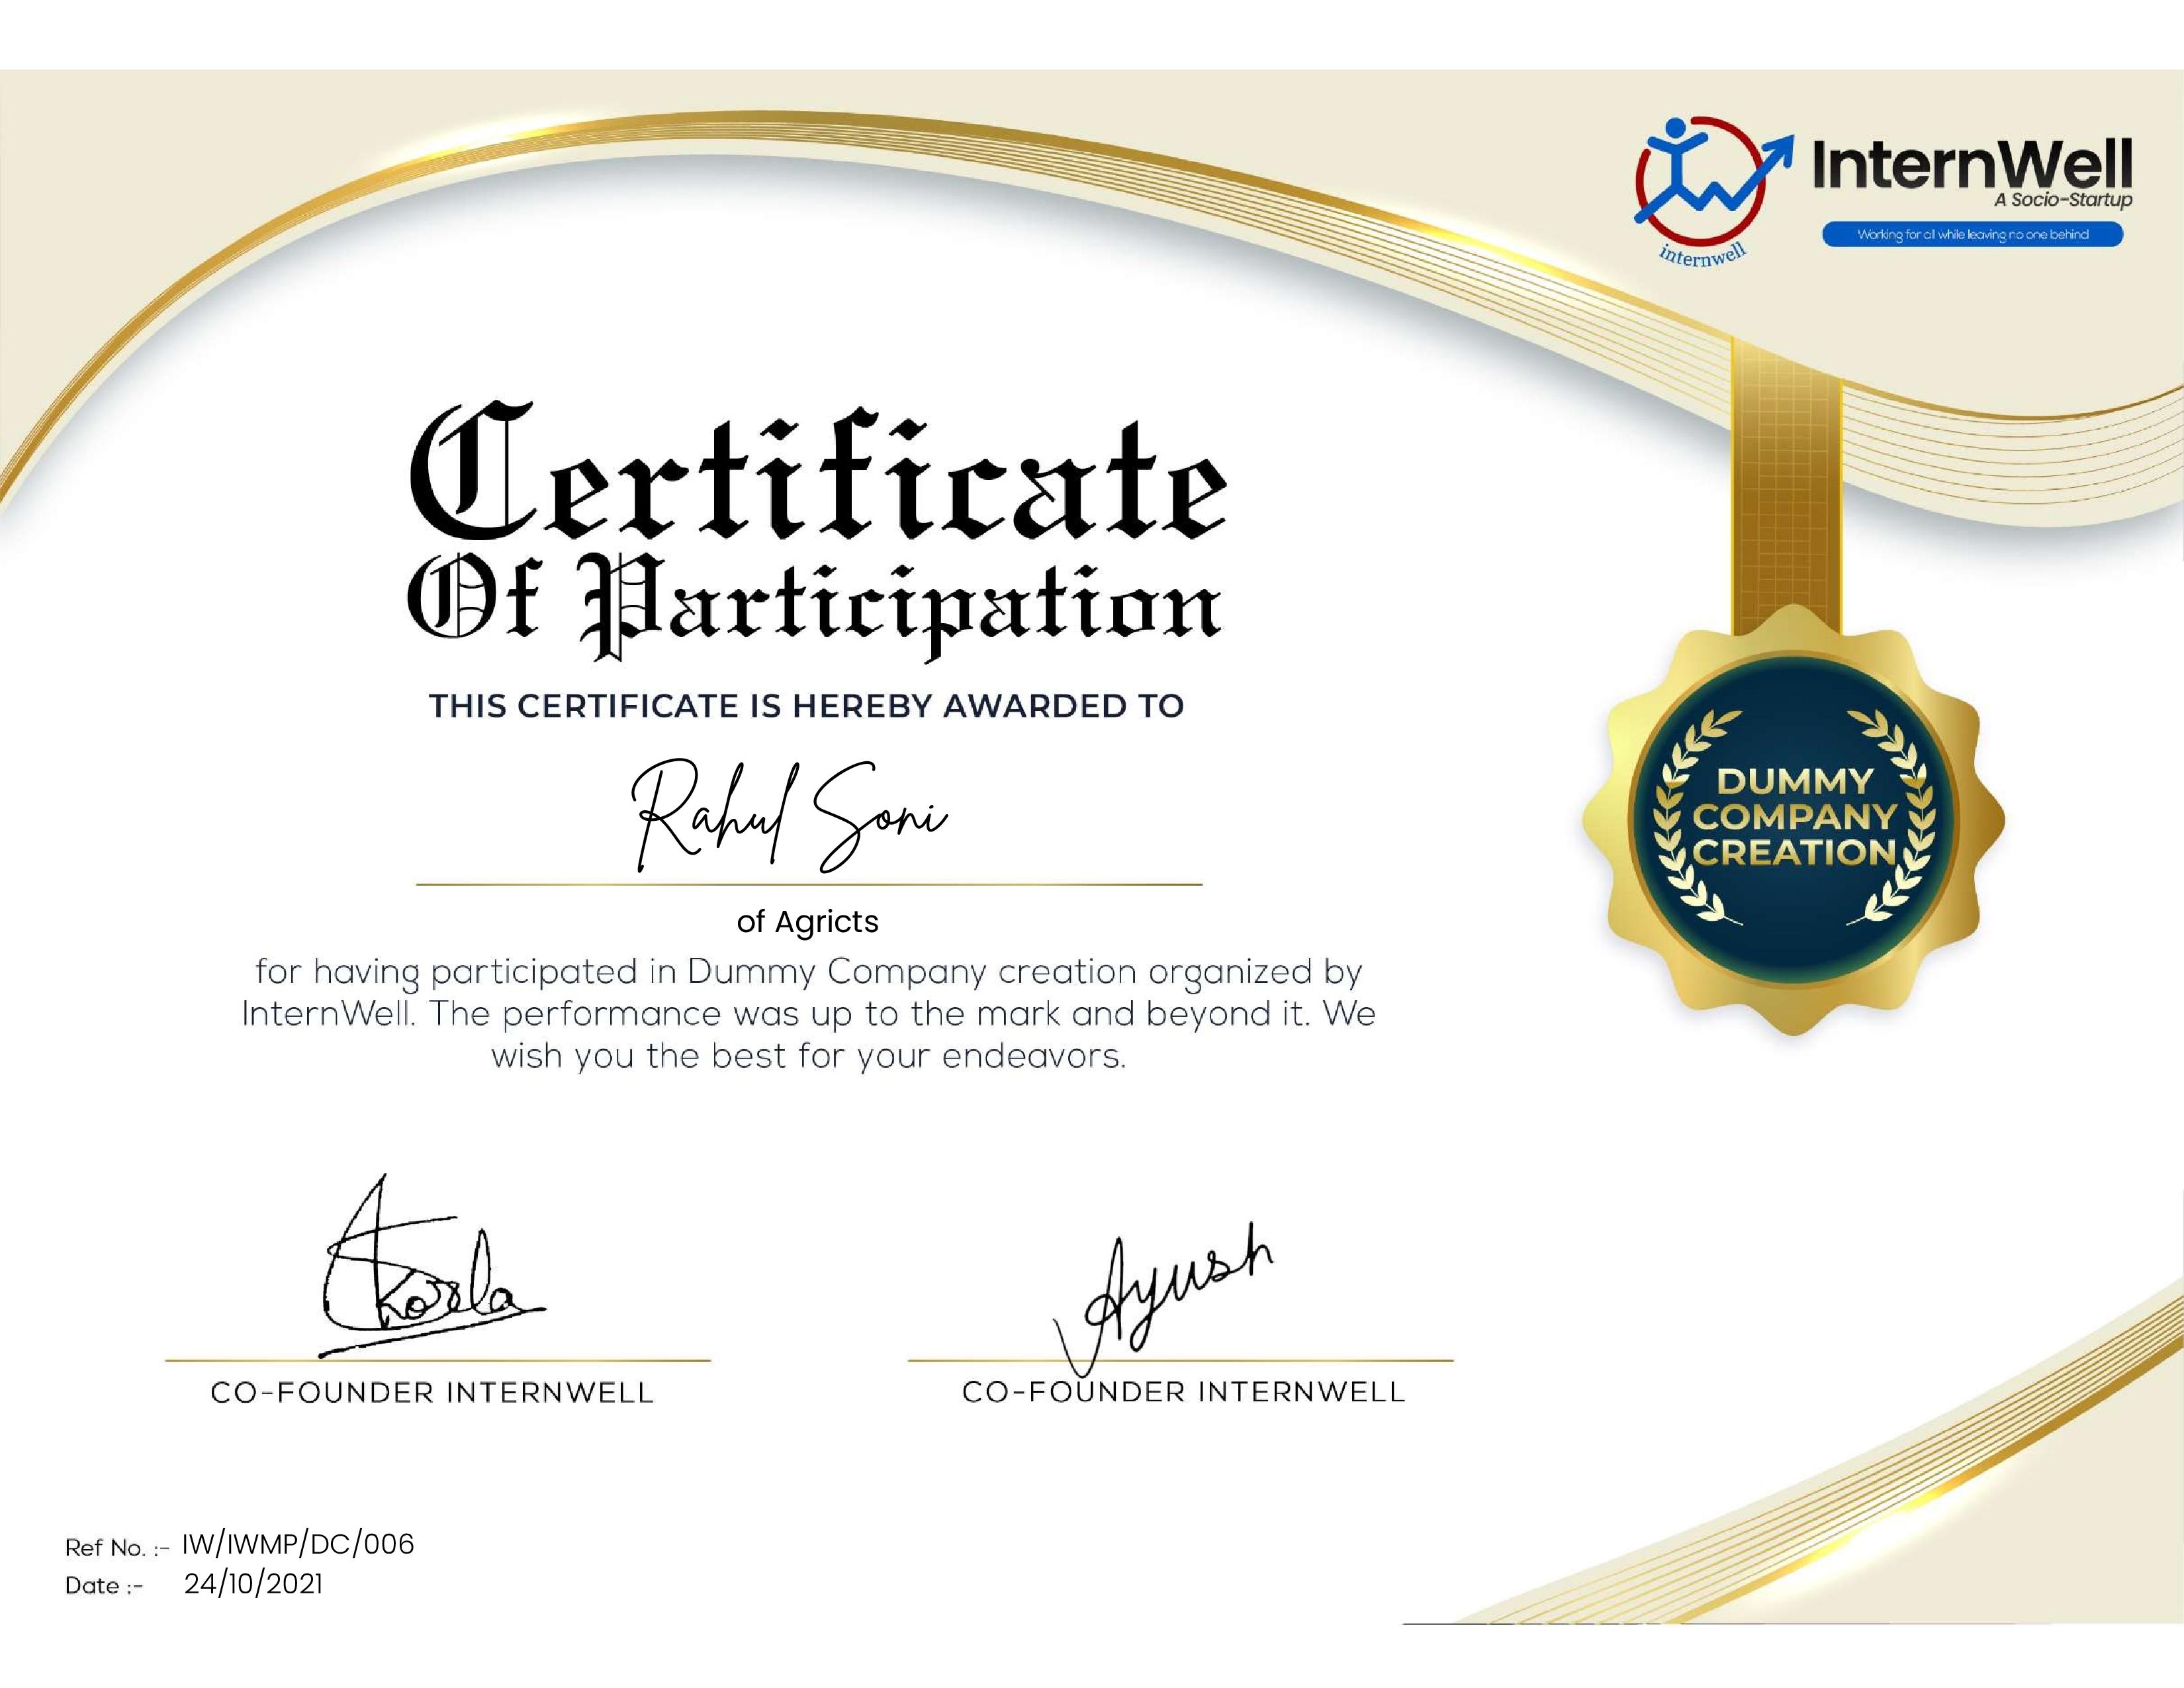 InternWell
A Socio-Startup
Working for all while leaving no one behind
internwell
Certificate
Of Participation
THIS CERTIFICATE IS HEREBY AWARDED TO
Rahul Soni
of Agricts
for having participated in Dummy Company creation organized by
InternWell. The performance was up to the mark and beyond it. We
wish you the best for your endeavors.
DUMMY
COMPANY
CREATION
Ayush
CO-FOUNDER INTERNWELL
CO-FOUNDER INTERNWELL
Ref No. :- IW/IWMP/DC/006
Date :- 24/10/2021